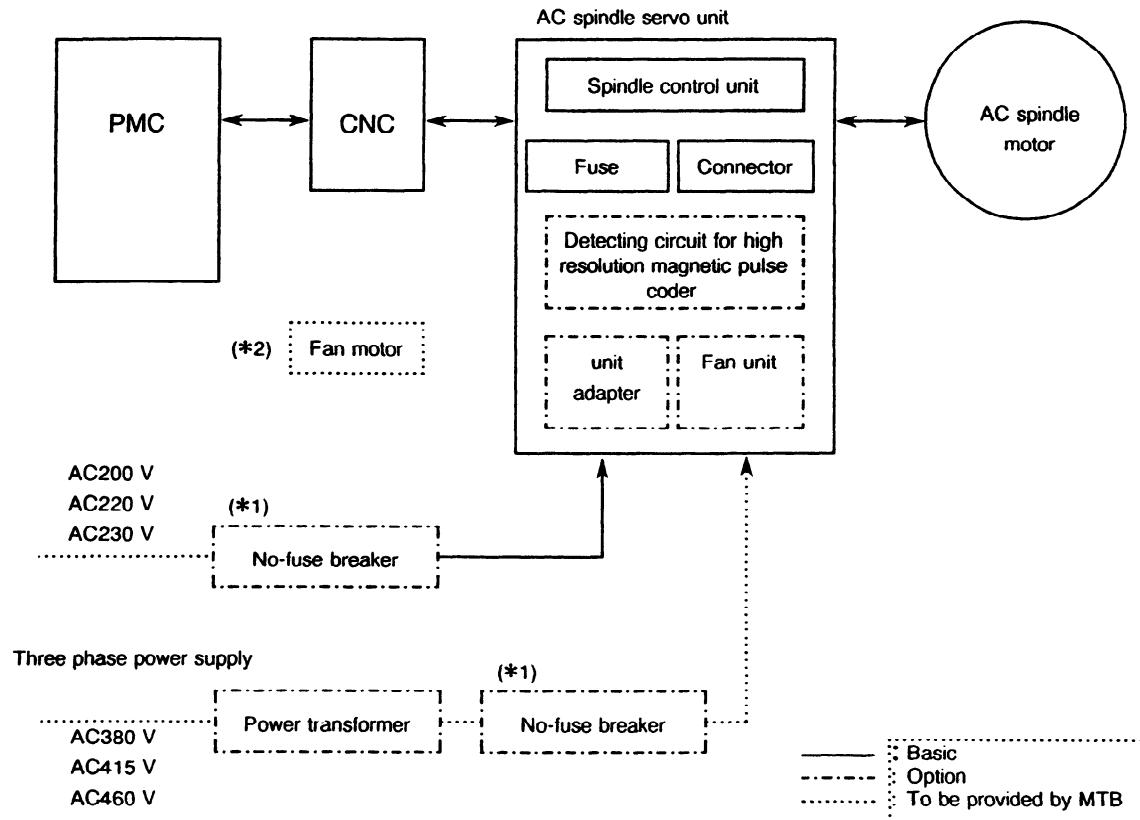 AC spindle servo unit
PMC
CNC
Spindle control unit
AC spindle
motor
Fuse
Connector
Detecting circuit for high
resolution magnetic pulse
coder
(*2)
Fan motor
unit
adapter
Fan unit
AC200 V
AC220 V
AC230 V
(*1)
No-fuse breaker
Three phase power supply
(*1)
Power transformer
No-fuse breaker
AC380 V
AC415 V
AC460 V
: Basic
: Option
: To be provided by MTB